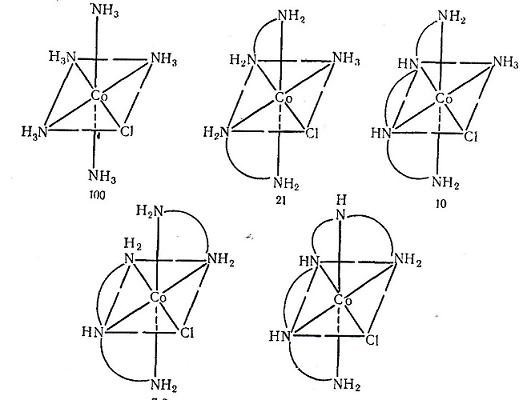 NH₃
H₃N NH₃
Co
H₃N Cl
NH₃
100
NH₂
H₂N NH₃
Co
H₂N Cl
NH₂
21
NH₂
HN NH₃
Co
HN Cl
NH₂
10
H₂N
H₂
N NH₂
Co
HN Cl
NH₂
H
N
HN NH₂
Co
HN Cl
NH₂